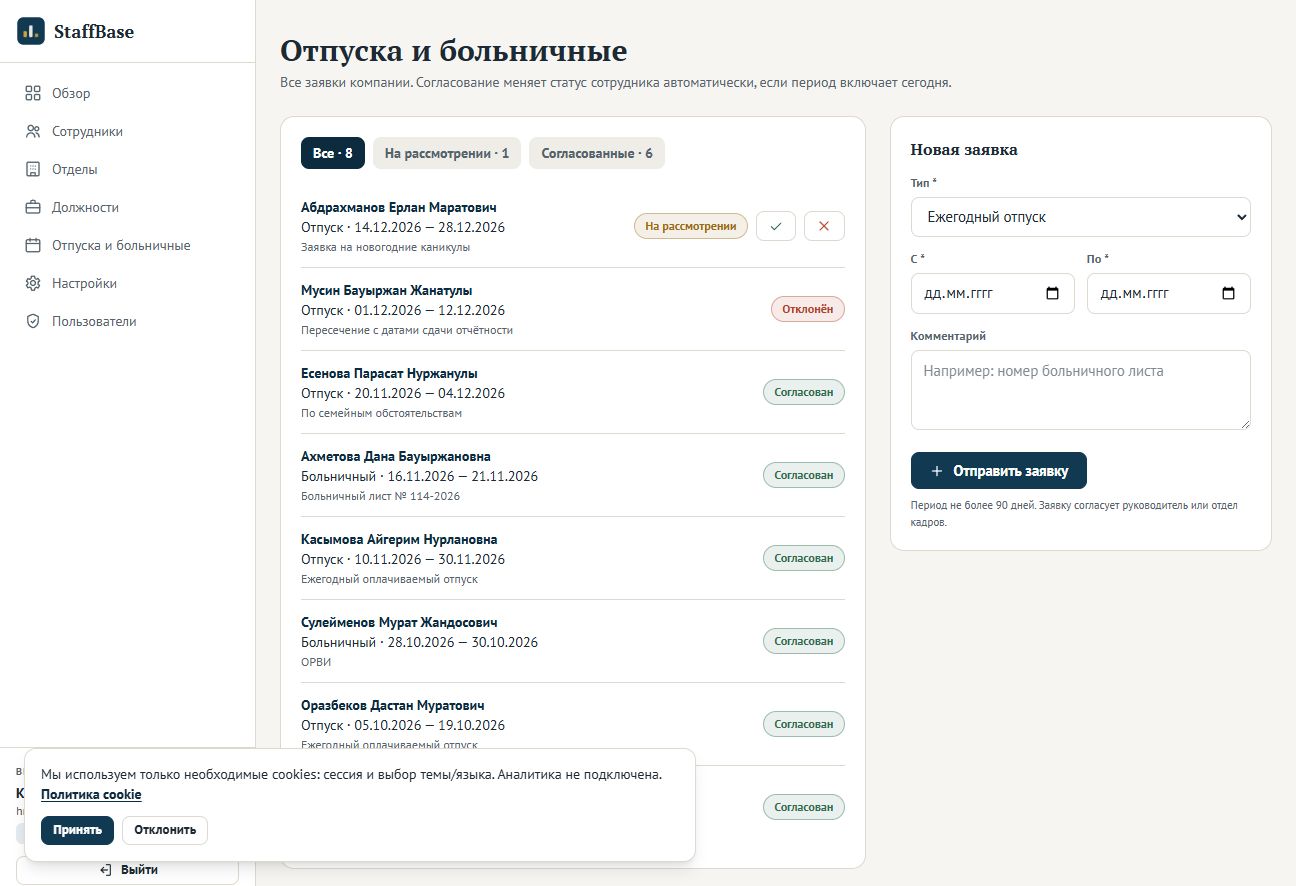 StaffBase
Обзор
Сотрудники
Отделы
Должности
Отпуска и больничные
Настройки
Пользователи
Отпуска и больничные
Все заявки компании. Согласование меняет статус сотрудника автоматически, если период включает сегодня.
Все · 8
На рассмотрении · 1
Согласованные · 6
Абдрахманов Ерлан Маратович
Отпуск · 14.12.2026 — 28.12.2026
Заявка на новогодние каникулы
На рассмотрении
Мусин Бауыржан Жанатулы
Отпуск · 01.12.2026 — 12.12.2026
Пересечение с датами сдачи отчётности
Отклонён
Есенова Парасат Нуржанулы
Отпуск · 20.11.2026 — 04.12.2026
По семейным обстоятельствам
Согласован
Ахметова Дана Бауыржановна
Больничный · 16.11.2026 — 21.11.2026
Больничный лист № 114-2026
Согласован
Касымова Айгерим Нурлановна
Отпуск · 10.11.2026 — 30.11.2026
Ежегодный оплачиваемый отпуск
Согласован
Сулейменов Мурат Жандосович
Больничный · 28.10.2026 — 30.10.2026
ОРВИ
Согласован
Оразбеков Дастан Муратович
Отпуск · 05.10.2026 — 19.10.2026
Ежегодный оплачиваемый отпуск
Согласован
Согласован
Новая заявка
Тип *
Ежегодный отпуск
С *
По *
дд.мм.гггг
дд.мм.гггг
Комментарий
Например: номер больничного листа
Отправить заявку
Период не более 90 дней. Заявку согласует руководитель или отдел
кадров.
Мы используем только необходимые cookies: сессия и выбор темы/языка. Аналитика не подключена.
Политика cookie
Принять
Отклонить
Выйти